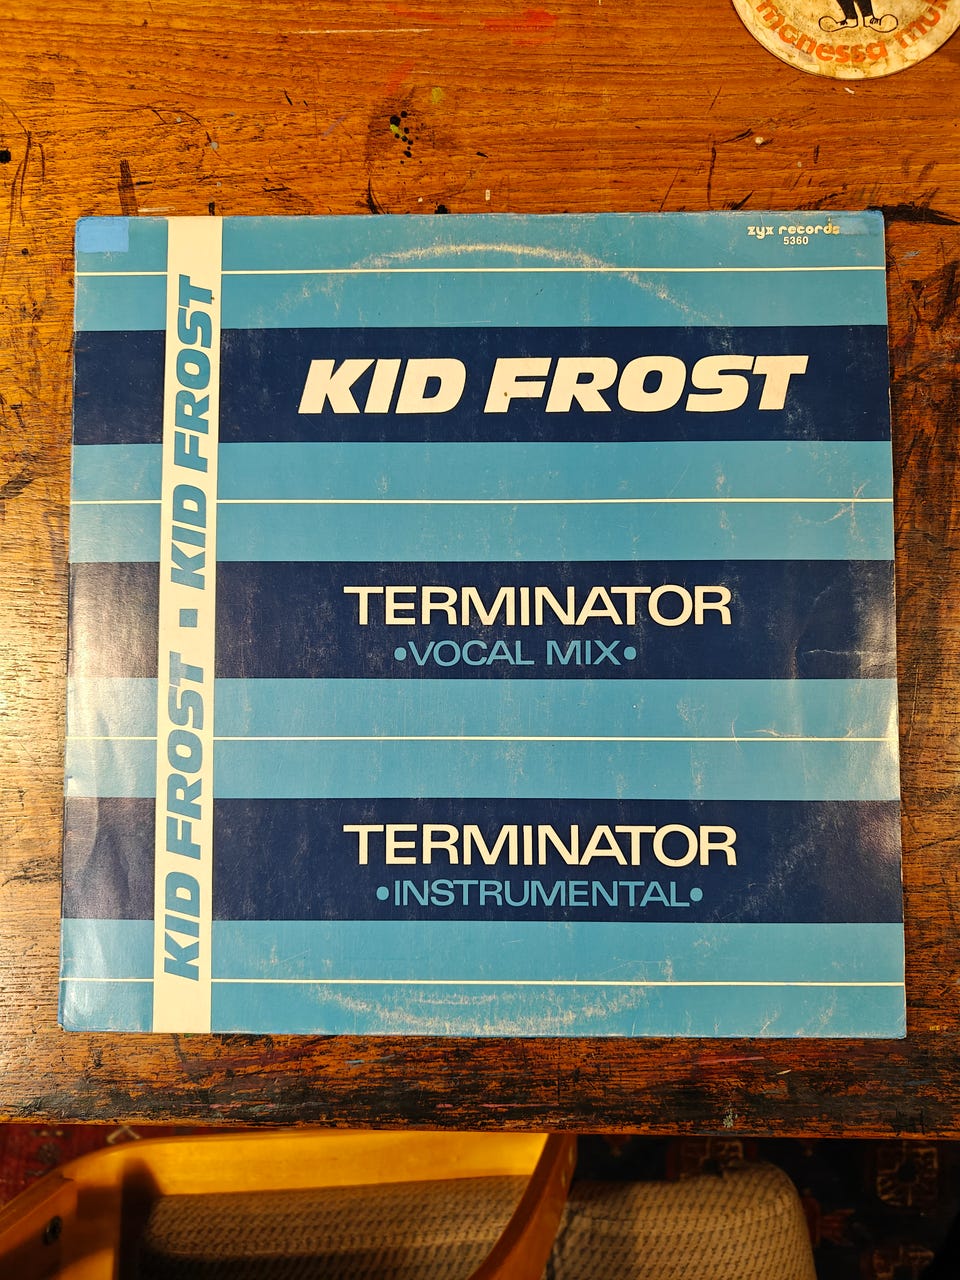 zyx records
5360
KID FROST
TERMINATOR
•VOCAL MIX•
TERMINATOR
•INSTRUMENTAL•
KID FROST ▪ KID FROST